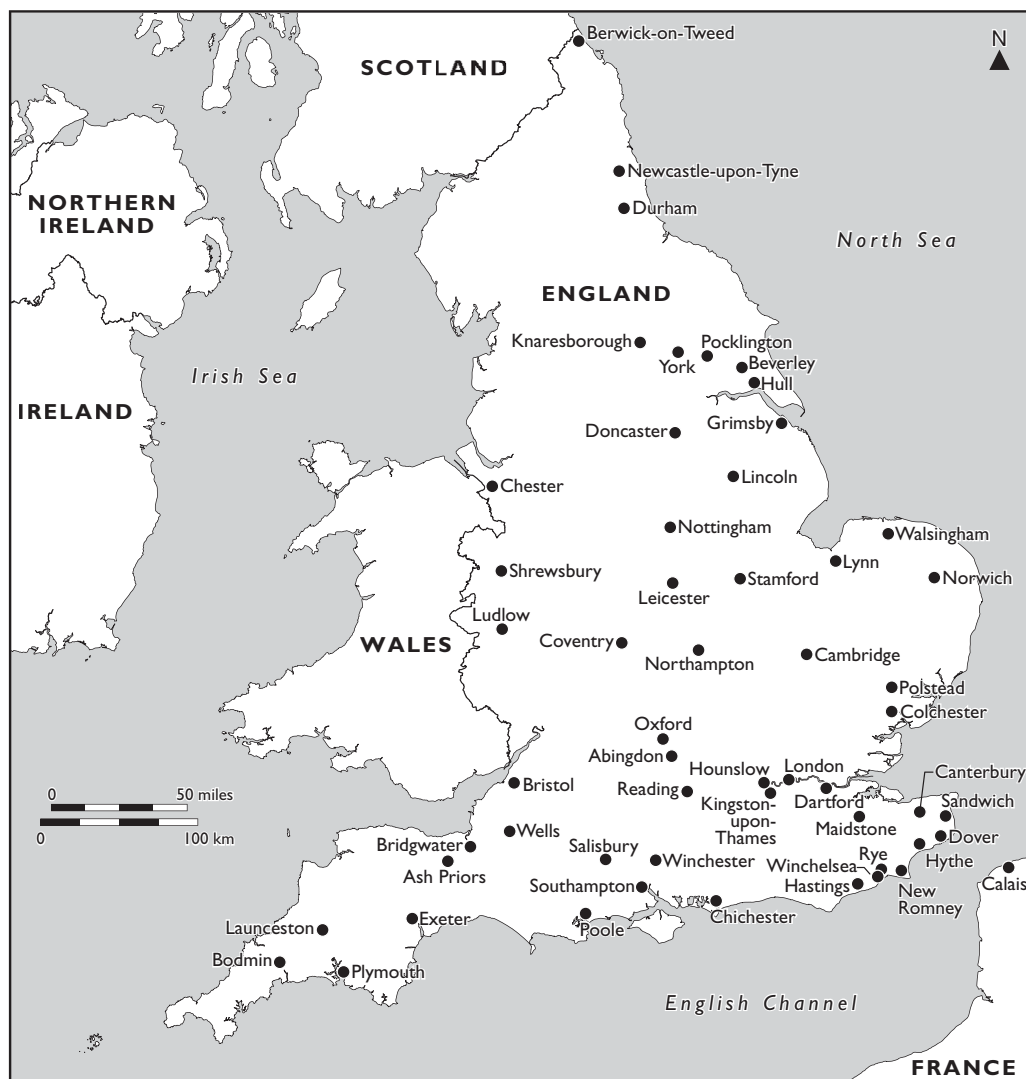 Berwick-on-Tweed
N
SCOTLAND
Newcastle-upon-Tyne
NORTHERN
IRELAND
Durham
North Sea
ENGLAND
Knaresborough
Pocklington
York
Beverley
Hull
Irish Sea
IRELAND
Doncaster
Grimsby
Lincoln
Chester
Nottingham
Walsingham
Lynn
Shrewsbury
Stamford
Norwich
Leicester
Ludlow
WALES
Coventry
Northampton
Cambridge
Polstead
Colchester
Oxford
Abingdon
Hounslow
London
Canterbury
Bristol
Reading
Kingston-
upon-
Thames
Dartford
Sandwich
0 50 miles
0 100 km
Maidstone
Wells
Dover
Bridgwater
Salisbury
Winchester
Rye
Hythe
Ash Priors
Winchelsea
Southampton
Hastings
New
Romney
Calais
Chichester
Exeter
Poole
Launceston
Bodmin
Plymouth
English Channel
FRANCE